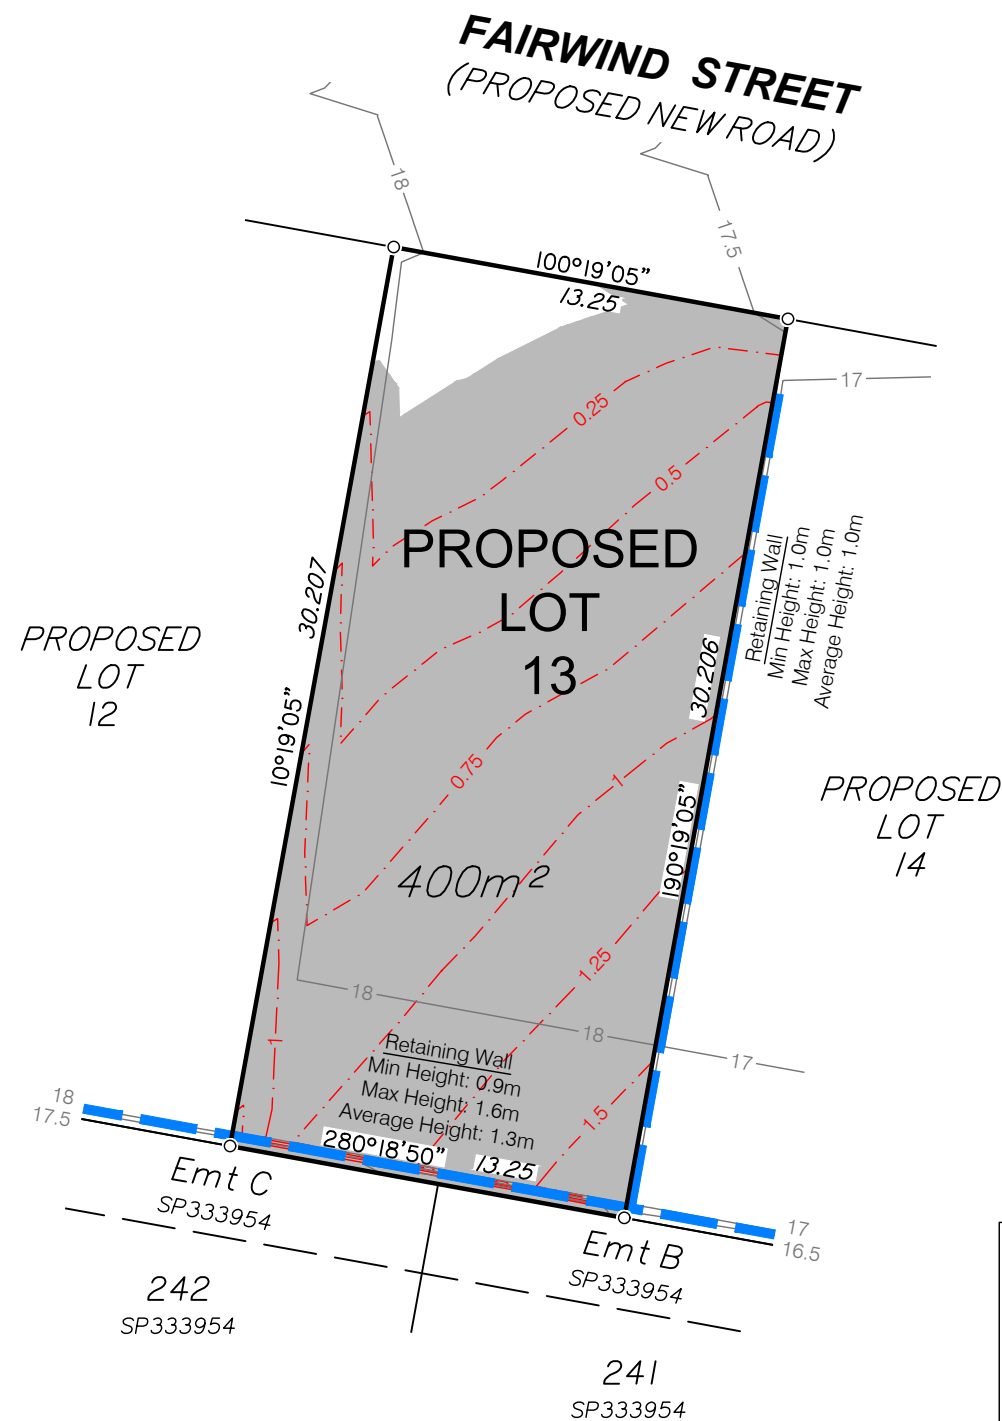 FAIRWIND STREET
(PROPOSED NEW ROAD)
18
17.5
100°19'05"
13.25
17
0.25
0.5
PROPOSED
LOT
13
Retaining Wall
Min Height: 1.0m
Max Height: 1.0m
Average Height: 1.0m
30.207
10°19'05"
PROPOSED
LOT
12
30.206
190°19'05"
0.75
1
PROPOSED
LOT
14
400m²
1.25
18
18
17
1
Retaining Wall
Min Height: 0.9m
Max Height: 1.6m
Average Height: 1.3m
1.5
18
17.5
280°18'50"
13.25
Emt C
SP333954
17
16.5
Emt B
SP333954
242
SP333954
241
SP333954